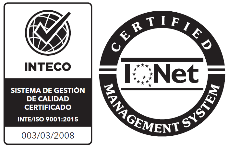 INTECO
SISTEMA DE GESTIÓN
DE CALIDAD
CERTIFICADO
INTE/ISO 9001:2015
003/03/2008
CERTIFIED
IQNet
MANAGEMENT SYSTEM